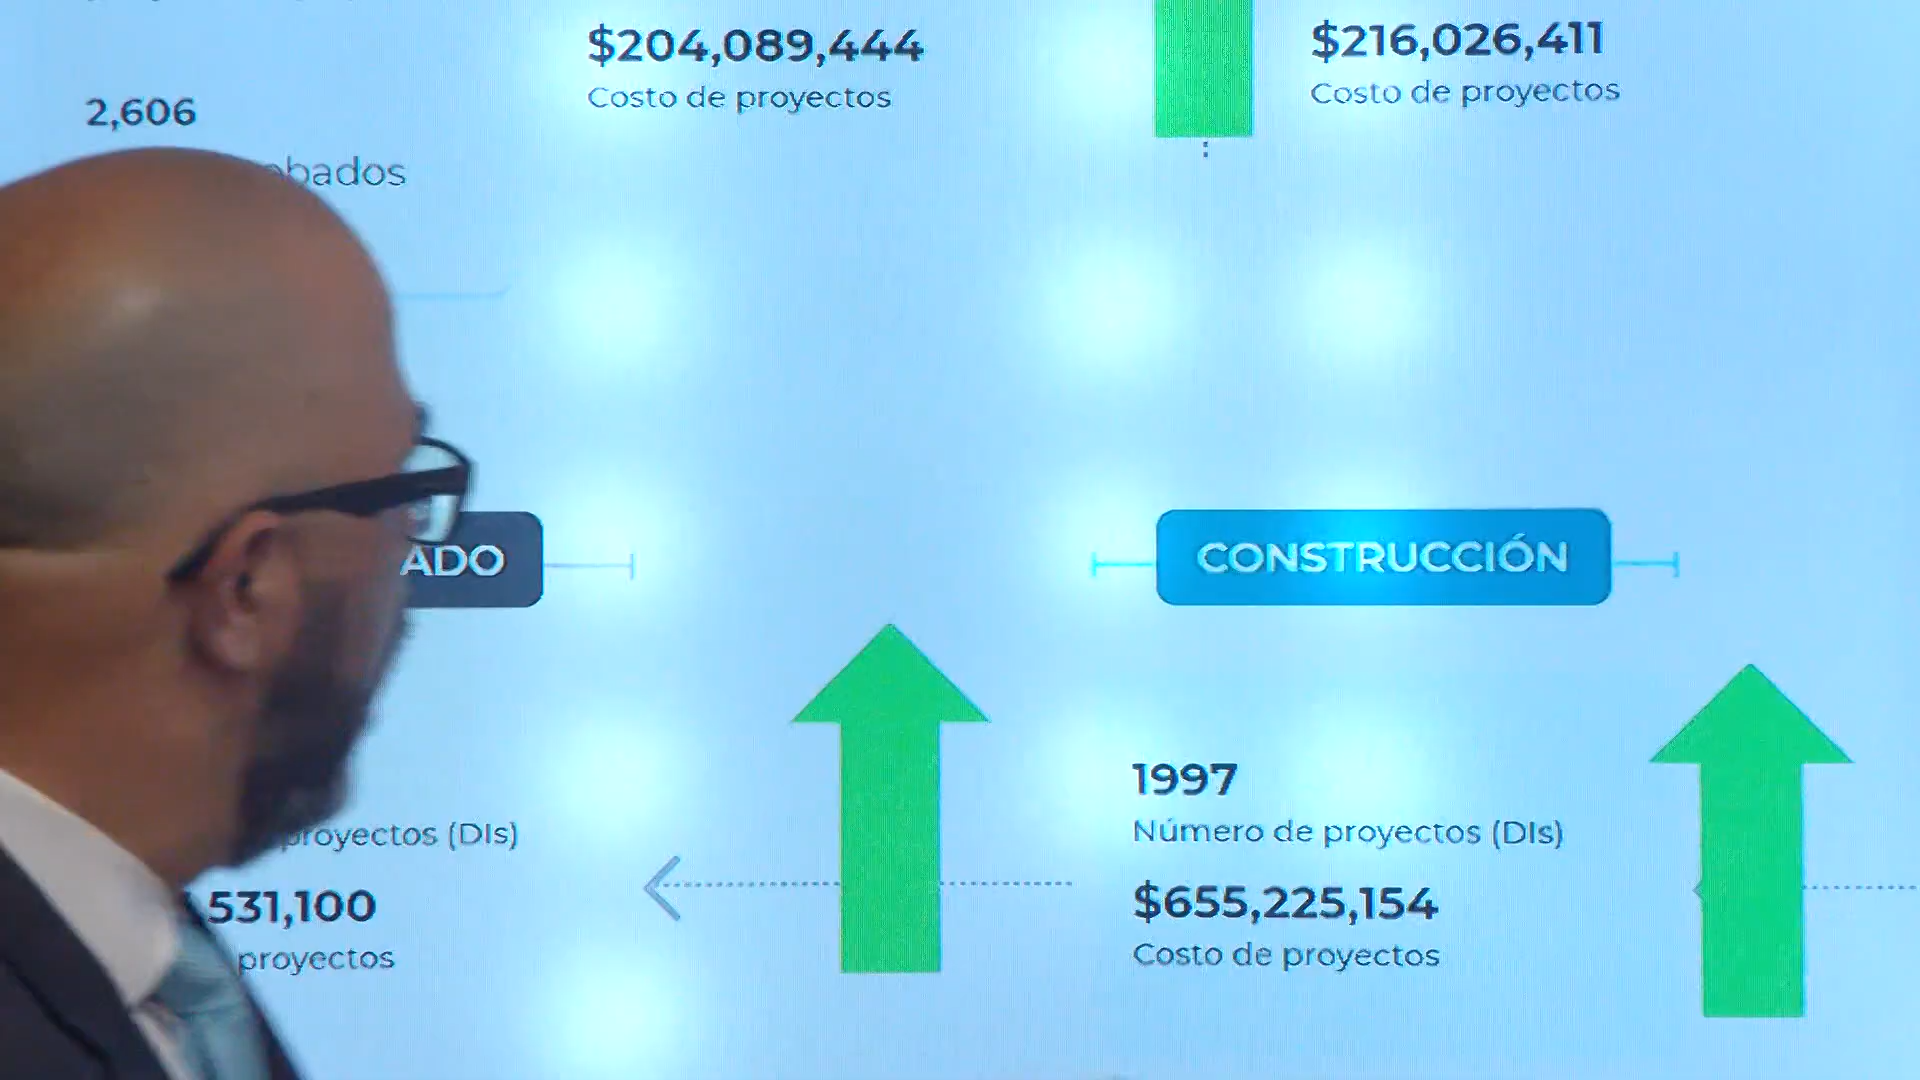 $204,089,444
Costo de proyectos
$216,026,411
Costo de proyectos
2,606
obados
ADO
CONSTRUCCIÓN
proyectos (DIs)
531,100
proyectos
1997
Número de proyectos (DIs)
$655,225,154
Costo de proyectos